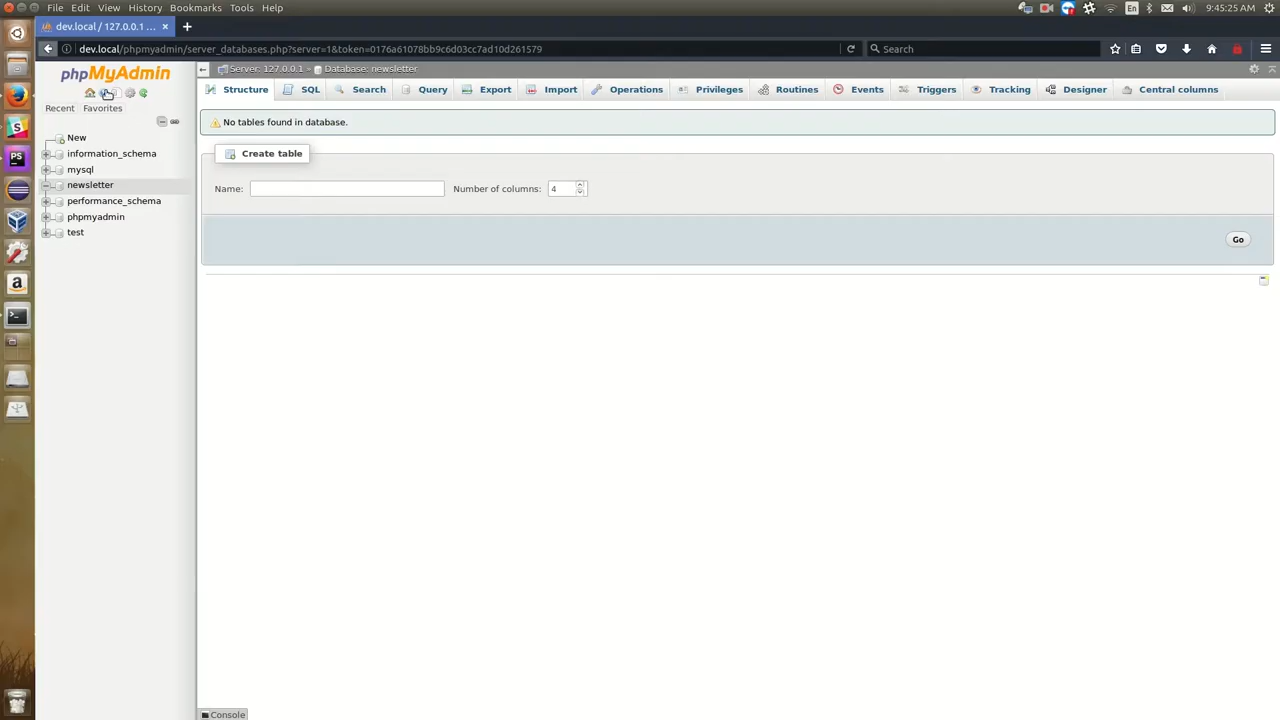 File Edit View History Bookmarks Tools Help
En 9:45:25 AM
dev.local / 127.0.0.1 ...
dev.local/phpmyadmin/server_databases.php?server=1&token=0176a61078bb9c6d03cc7ad10d261579
Search
phpMyAdmin
Recent Favorites
New
information_schema
mysql
newsletter
performance_schema
phpmyadmin
test
Server: 127.0.0.1 » Database: newsletter
Structure SQL Search Query Export Import Operations Privileges Routines Events Triggers Tracking Designer Central columns
No tables found in database.
Create table
Name: Number of columns: 4
Go
Console